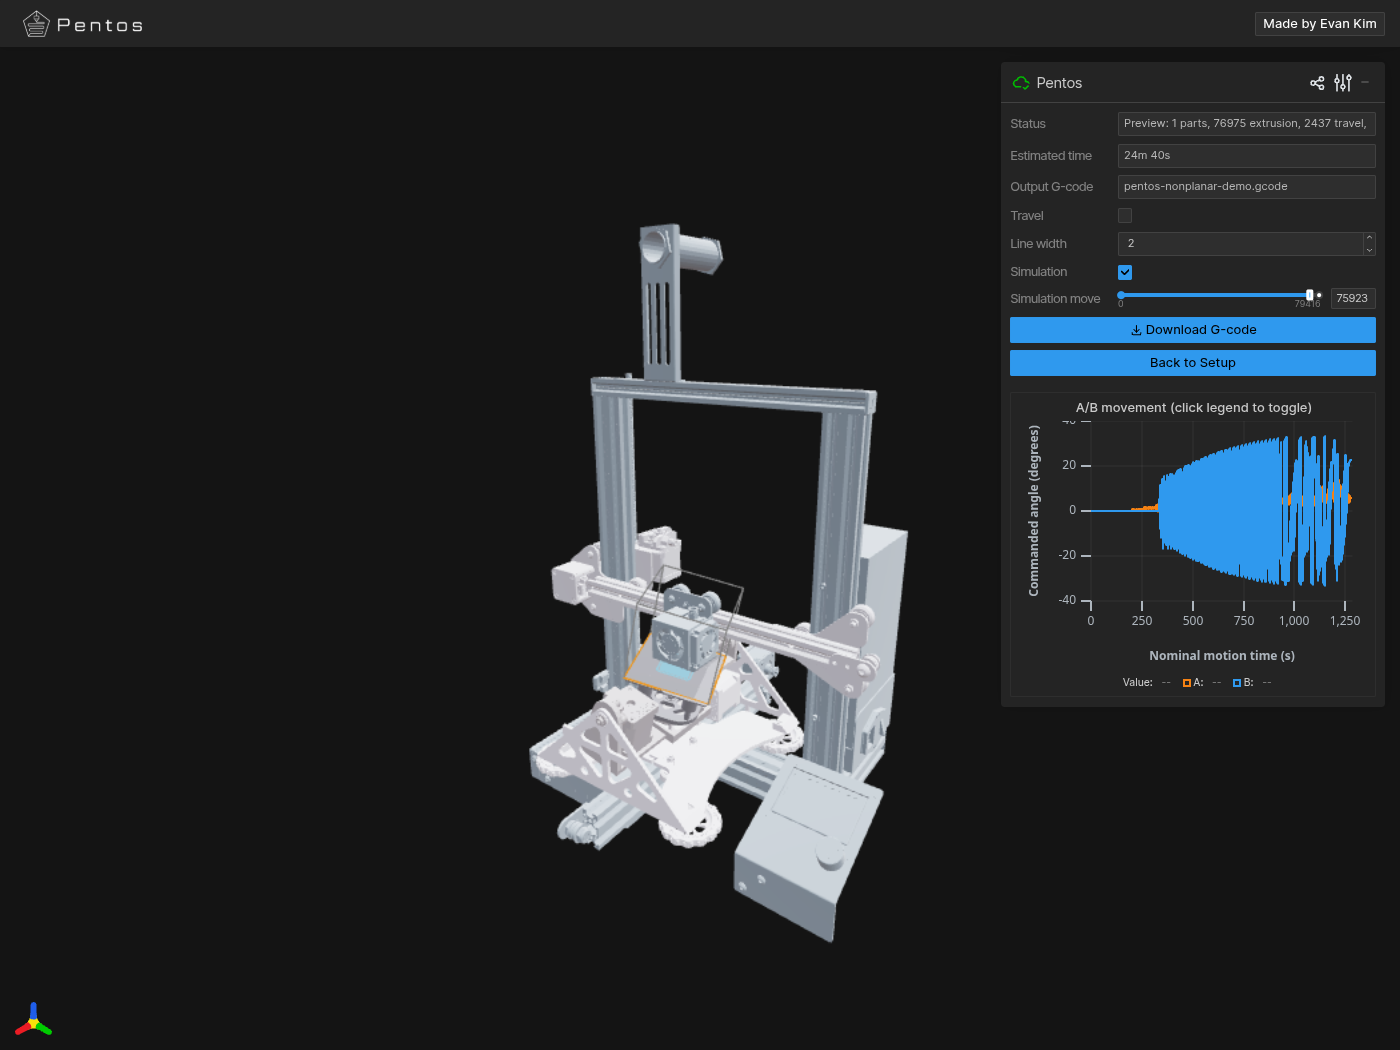 Pentos
Made by Evan Kim
Pentos
Status
Preview: 1 parts, 76975 extrusion, 2437 travel,
Estimated time
24m 40s
Output G-code
pentos-nonplanar-demo.gcode
Travel
Line width
2
Simulation
Simulation move
0
79416
75923
Download G-code
Back to Setup
A/B movement (click legend to toggle)
Commanded angle (degrees)
40
20
0
-20
-40
0 250 500 750 1,000 1,250
Nominal motion time (s)
Value: -- A: -- B: --